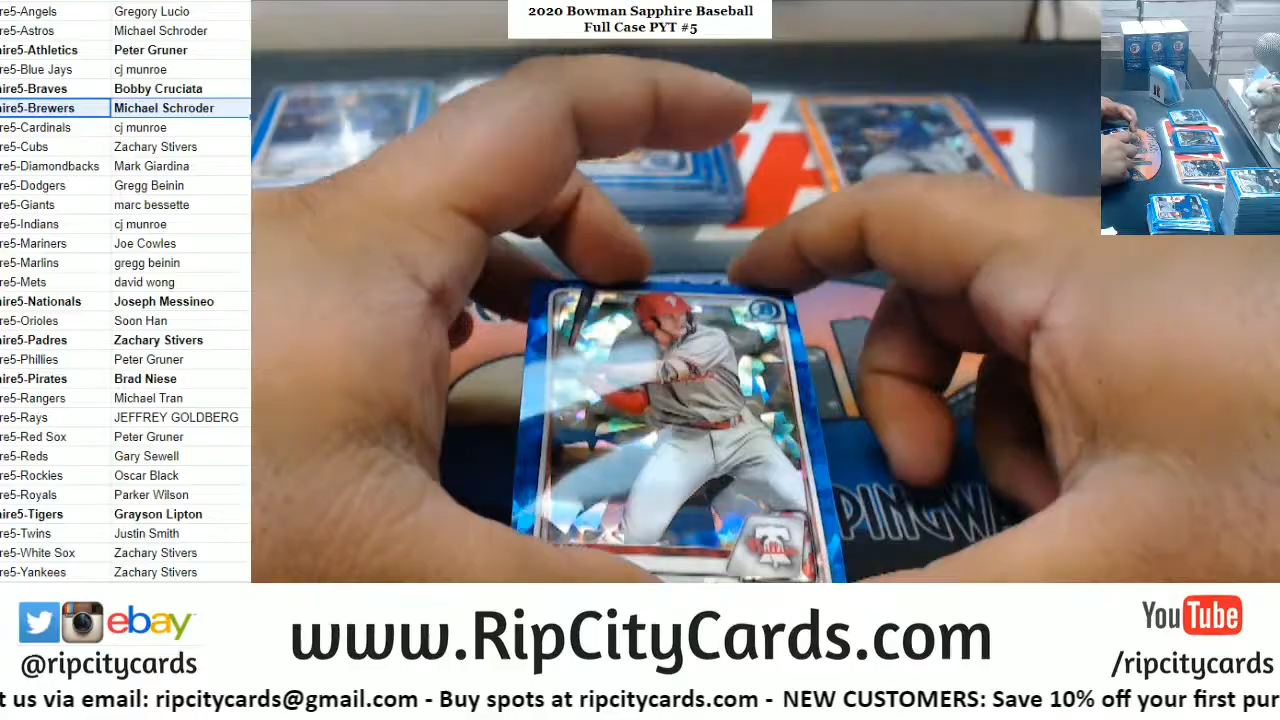 2020 Bowman Sapphire Baseball
Full Case PYT #5
re5-Angels Gregory Lucio
re5-Astros Michael Schroder
ire5-Athletics Peter Gruner
re5-Blue Jays cj munroe
ire5-Braves Bobby Cruciata
ire5-Brewers Michael Schroder
re5-Cardinals cj munroe
re5-Cubs Zachary Stivers
re5-Diamondbacks Mark Giardina
re5-Dodgers Gregg Beinin
re5-Giants marc bessette
re5-Indians cj munroe
re5-Mariners Joe Cowles
re5-Marlins gregg beinin
re5-Mets david wong
ire5-Nationals Joseph Messineo
re5-Orioles Soon Han
ire5-Padres Zachary Stivers
re5-Phillies Peter Gruner
ire5-Pirates Brad Niese
re5-Rangers Michael Tran
re5-Rays JEFFREY GOLDBERG
re5-Red Sox Peter Gruner
re5-Reds Gary Sewell
re5-Rockies Oscar Black
re5-Royals Parker Wilson
ire5-Tigers Grayson Lipton
re5-Twins Justin Smith
re5-White Sox Zachary Stivers
re5-Yankees Zachary Stivers
PINGW
Phillies
ebay
@ripcitycards
www.RipCityCards.com
YouTube
/ripcitycards
t us via email: ripcitycards@gmail.com - Buy spots at ripcitycards.com - NEW CUSTOMERS: Save 10% off your first pur